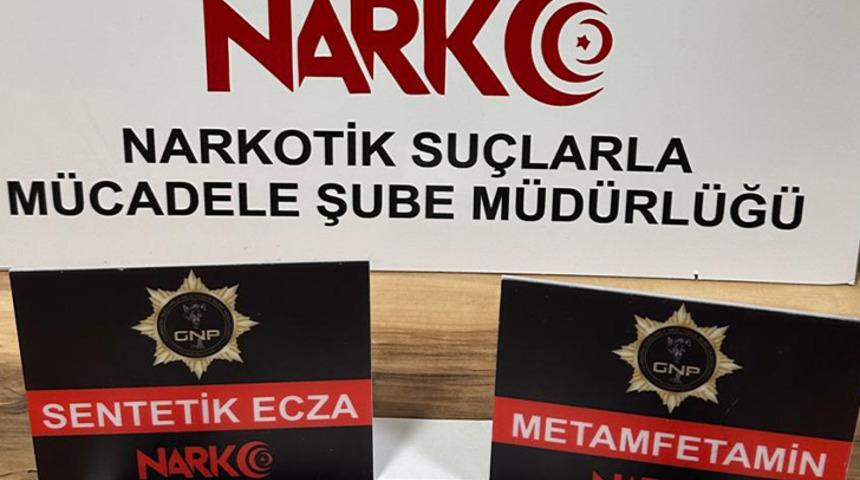 NARKO
NARKOTİK SUÇLARLA
MÜCADELE ŞUBE MÜDÜRLÜĞÜ
GNP
SENTETİK ECZA
NARKO
GNP
METAMFETAMİN